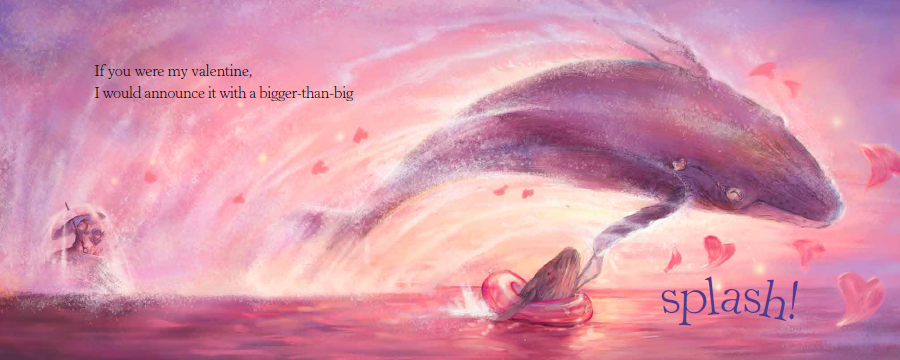 If you were my valentine,
I would announce it with a bigger-than-big
splash!